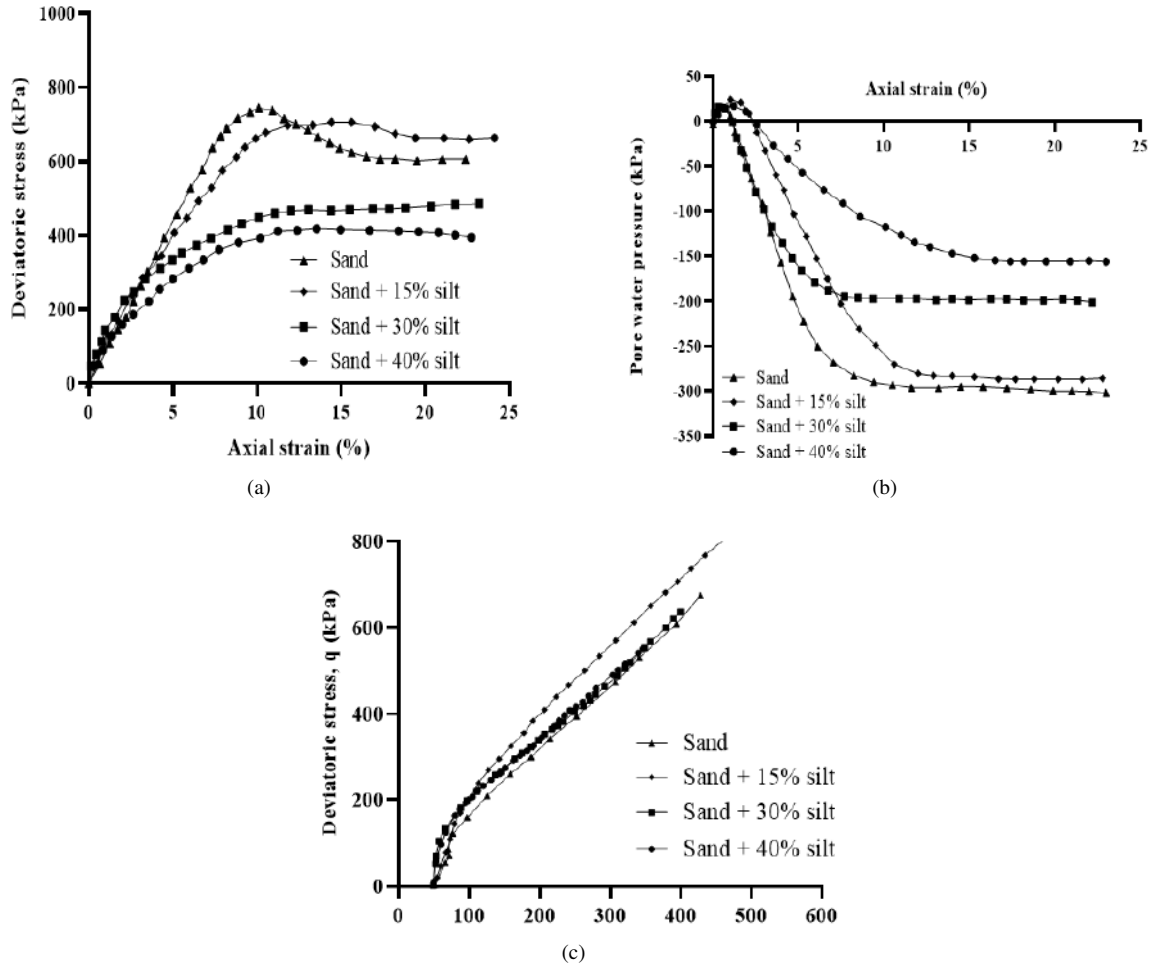 1000
800
600
400
200
0
0 5 10 15 20 25
Deviatoric stress (kPa)
Axial strain (%)
Sand
Sand + 15% silt
Sand + 30% silt
Sand + 40% silt
(a)
Axial strain (%)
50
0
-50
-100
-150
-200
-250
-300
-350
5 10 15 20 25
Pore water pressure (kPa)
Sand
Sand + 15% silt
Sand + 30% silt
Sand + 40% silt
(b)
800
600
400
200
0
0 100 200 300 400 500 600
Deviatoric stress, q (kPa)
Sand
Sand + 15% silt
Sand + 30% silt
Sand + 40% silt
(c)